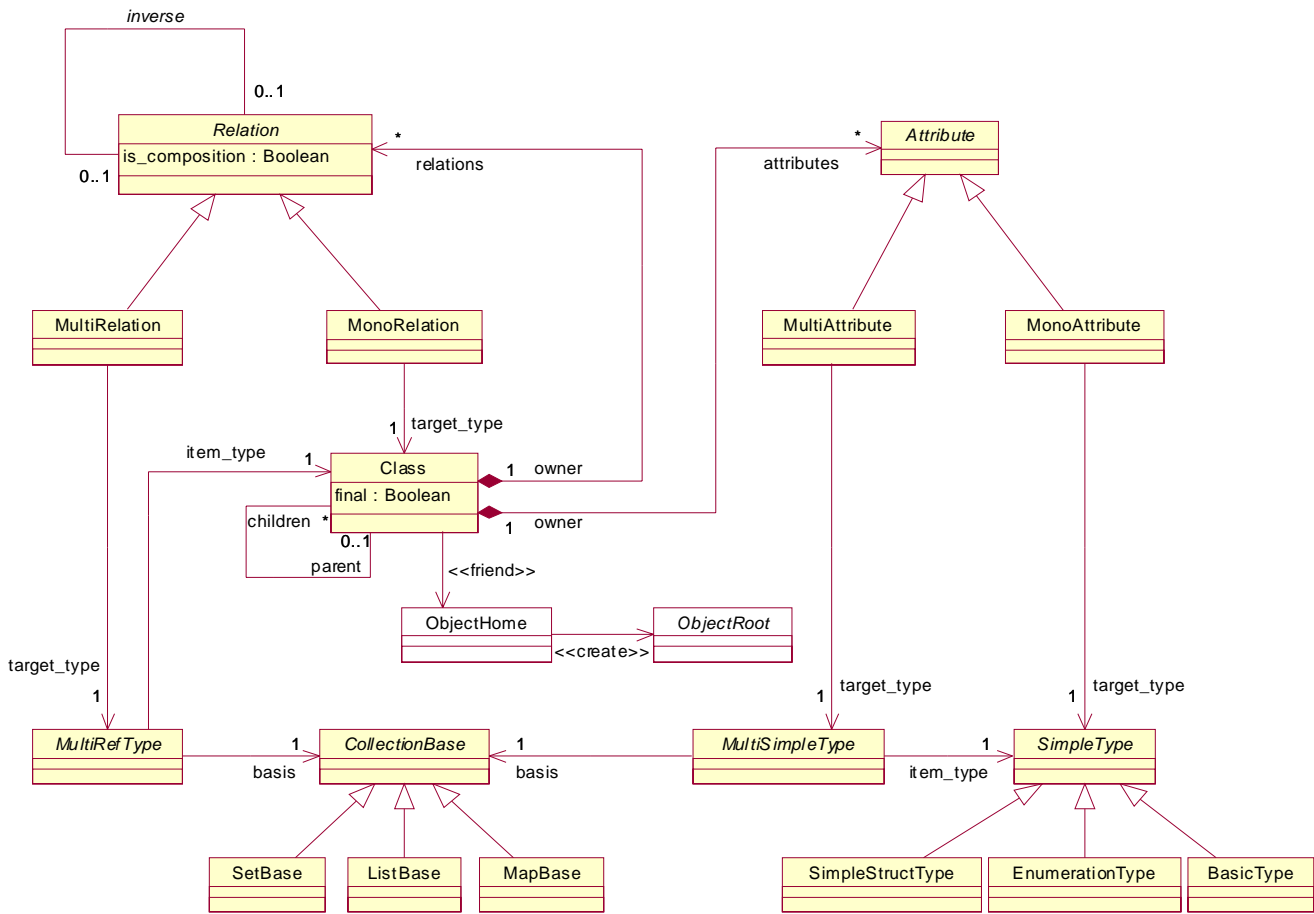 inverse
0..1
Relation
is_composition : Boolean
0..1
*
relations
*
attributes
Attribute
MultiRelation
MonoRelation
MultiAttribute
MonoAttribute
1
target_type
item_type
1
Class
final : Boolean
1
owner
1
owner
children
*
0..1
parent
<<friend>>
ObjectHome
ObjectRoot
<<create>>
target_type
1
1
target_type
1
target_type
MultiRefType
1
basis
CollectionBase
1
basis
MultiSimpleType
1
item_type
SimpleType
SetBase
ListBase
MapBase
SimpleStructType
EnumerationType
BasicType